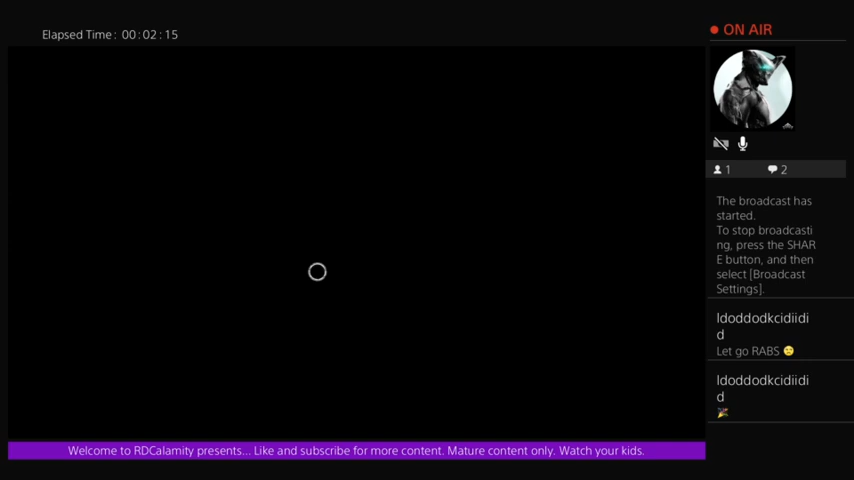 Elapsed Time: 00:02:15
ON AIR
1
2
The broadcast has
started.
To stop broadcasti
ng, press the SHAR
E button, and then
select [Broadcast
Settings].
ldoddodkcidiidi
d
Let go RABS 🤨
ldoddodkcidiidi
d
🎉
Welcome to RDCalamity presents... Like and subscribe for more content. Mature content only. Watch your kids.